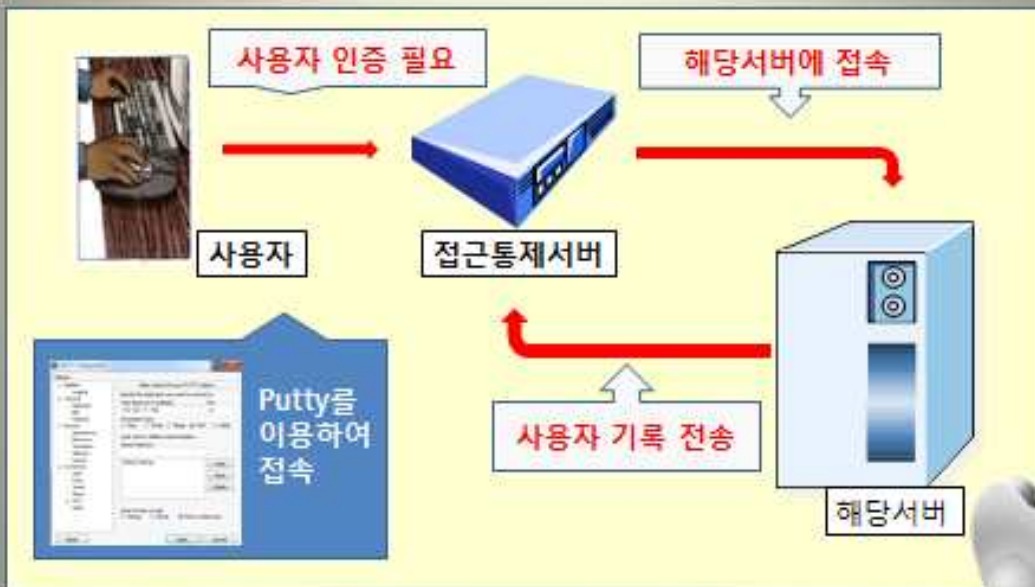 사용자 인증 필요
해당서버에 접속
사용자
접근통제서버
Putty를
이용하여
접속
사용자 기록 전송
해당서버